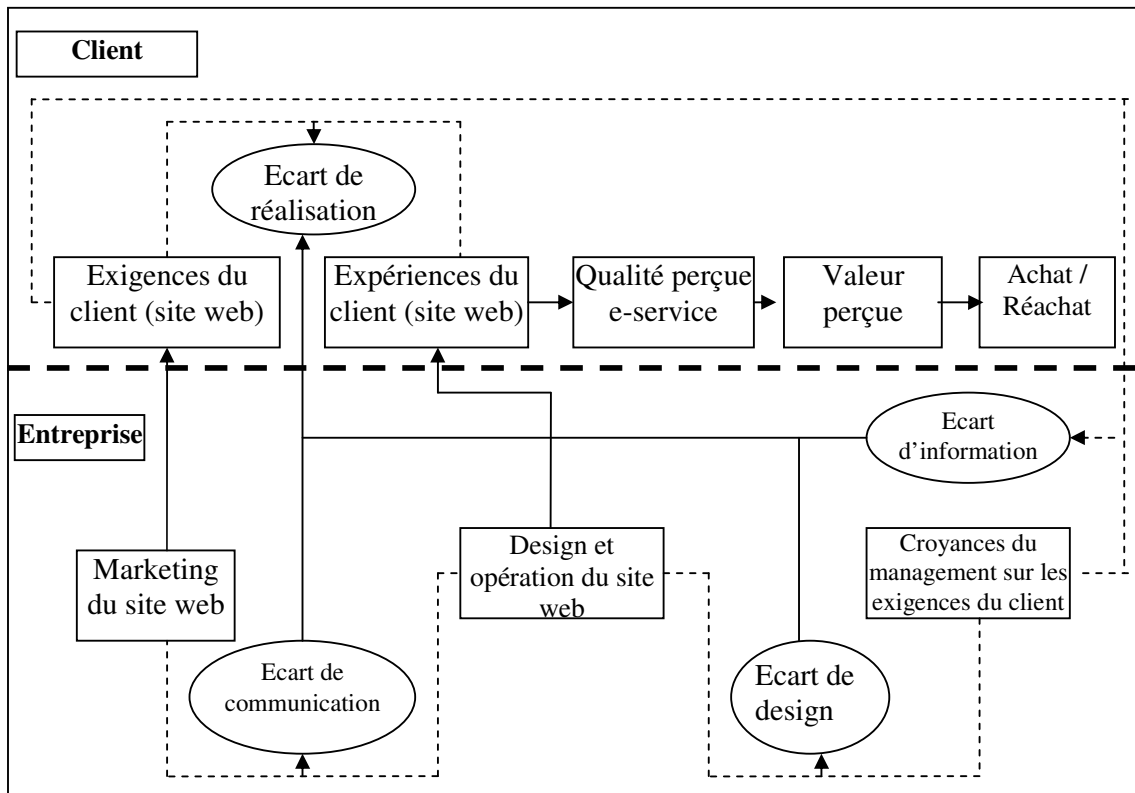 Client
Ecart de
réalisation
Exigences du
client (site web)
Expériences du
client (site web)
Qualité perçue
e-service
Valeur
perçue
Achat /
Réachat
Entreprise
Ecart
d’information
Marketing
du site web
Design et
opération du site
web
Croyances du
management sur les
exigences du client
Ecart de
communication
Ecart de
design